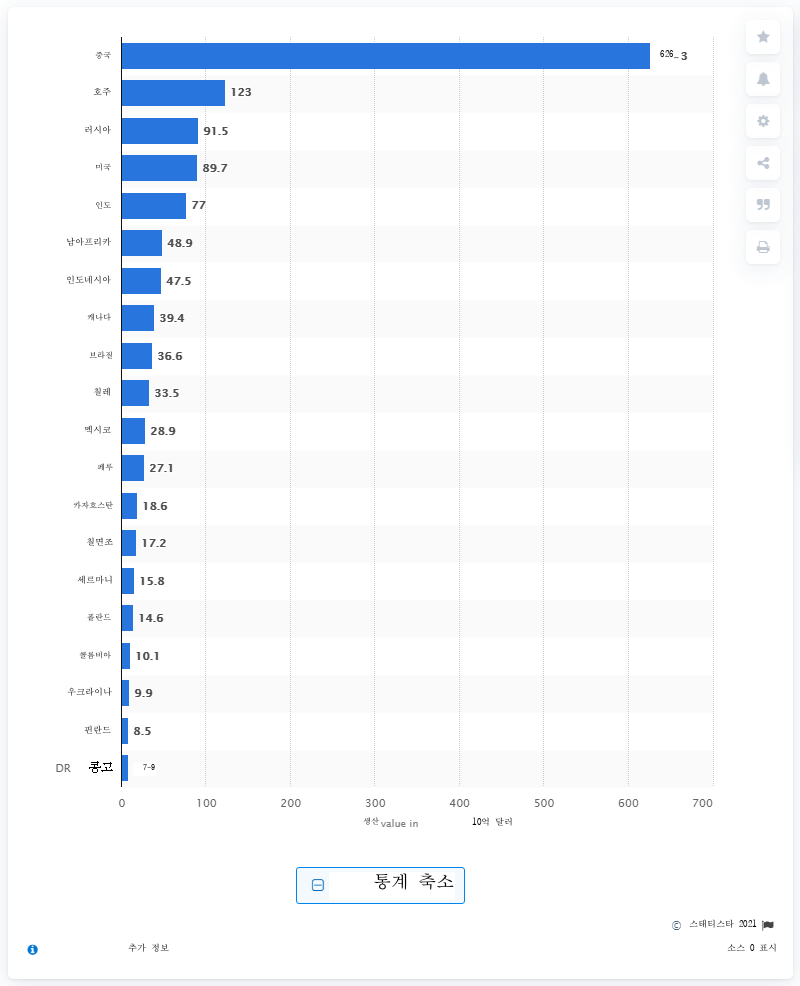 중국 626.3
호주 123
러시아 91.5
미국 89.7
인도 77
남아프리카 48.9
인도네시아 47.5
캐나다 39.4
브라질 36.6
칠레 33.5
멕시코 28.9
페루 27.1
카자흐스탄 18.6
칠면조 17.2
세르마니 15.8
폴란드 14.6
콜롬비아 10.1
우크라이나 9.9
핀란드 8.5
DR 콩고 7-9
0 100 200 300 400 500 600 700
생산 value in 10억 달러
통계 축소
© 스태티스타 2021
추가 정보 소스 0 표시